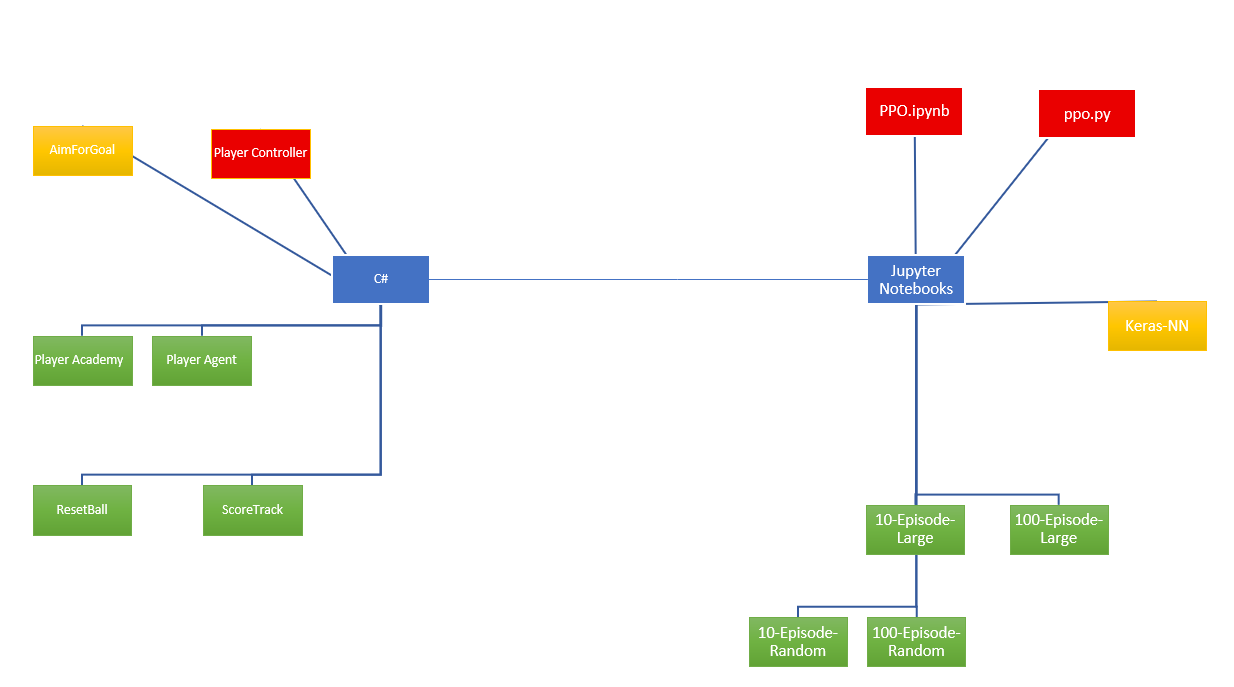 PPO.ipynb
ppo.py
AimForGoal
Player Controller
C#
Jupyter
Notebooks
Keras-NN
Player Academy
Player Agent
ResetBall
ScoreTrack
10-Episode-
Large
100-Episode-
Large
10-Episode-
Random
100-Episode-
Random